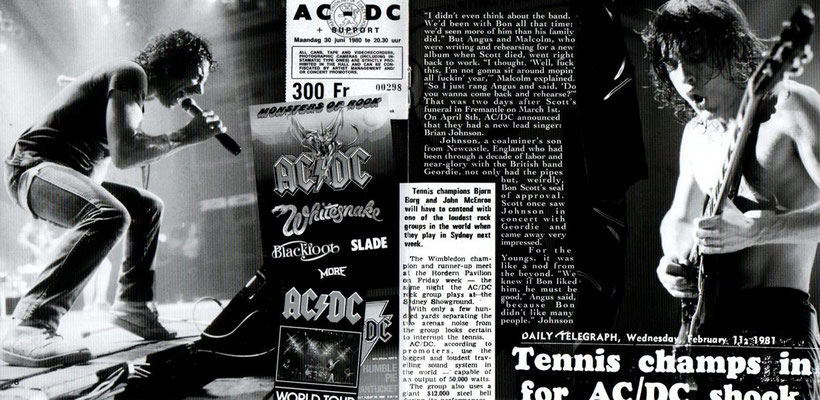 AC DC
+ SUPPORT
Maandag 30 juni 1980 te 20.30 uur
ALL CANS, TAPE AND VIDEORECORDERS,
PHOTOGRAPHIC CAMERAS (INCLUDING IN-
STAMATIC TYPE ONES) ARE STRICTLY PRO-
HIBITED IN THE HALL AND CAN BE CON-
FISCATED BY ARTIST MANAGEMENT AND/
OR CONCERT PROMOTORS.
300 Fr
00298
MONSTERS OF ROCK
AC/DC
Whitesnake
Blackfoot
SLADE
MORE
AC/DC
WORLD TOUR
DC
HUMBLE
PIE
Tennis champions Bjorn
Borg and John McEnroe
will have to contend with
one of the loudest rock
groups in the world when
they play in Sydney next
week.
The Wimbledon cham-
pion and runner-up meet
at the Hordern Pavilion
on Friday week — the
same night the AC/DC
rock group plays at the
Sydney Showground.
With only a few hun-
dred yards separating the
two arenas noise from
the group looks certain
to interrupt the tennis.
AC/DC, according to
promoters, use the
biggest and loudest trav-
elling sound system in
the world — capable of
an output of 50,000 watts.
The group also uses a
giant $12,000 steel bell
during its performances.
"I didn't even think about the band.
We'd been with Bon all that time;
we'd seen more of him than his family
did." But Angus and Malcolm, who
were writing and rehearsing for a new
album when Scott died, went right
back to work. "I thought, 'Well, fuck
this, I'm not gonna sit around mopin'
all fuckin' year,'" Malcolm explained.
"So I just rang Angus and said, 'Do
you wanna come back and rehearse?'"
That was two days after Scott's
funeral in Fremantle on March 1st.
On April 8th, AC/DC announced
that they had a new lead singer:
Brian Johnson.
Johnson, a coalminer's son
from Newcastle, England who had
been through a decade of labor and
near-glory with the British band
Geordie, not only had the pipes
but, weirdly,
Bon Scott's seal
of approval.
Scott once saw
Johnson in
concert with
Geordie and
came away very
impressed.
For the
Youngs, it was
like a nod from
the beyond. "We
knew if Bon liked
him, he must be
good," Angus said,
"because Bon
didn't like many
people." Johnson
DAILY TELEGRAPH, Wednesday, February 11, 1981
Tennis champs in
for AC/DC shock